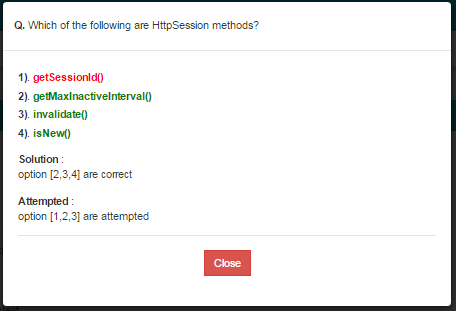 Q. Which of the following are HttpSession methods?
1). getSessionId()
2). getMaxInactiveInterval()
3). invalidate()
4). isNew()
Solution :
option [2,3,4] are correct
Attempted :
option [1,2,3] are attempted
Close